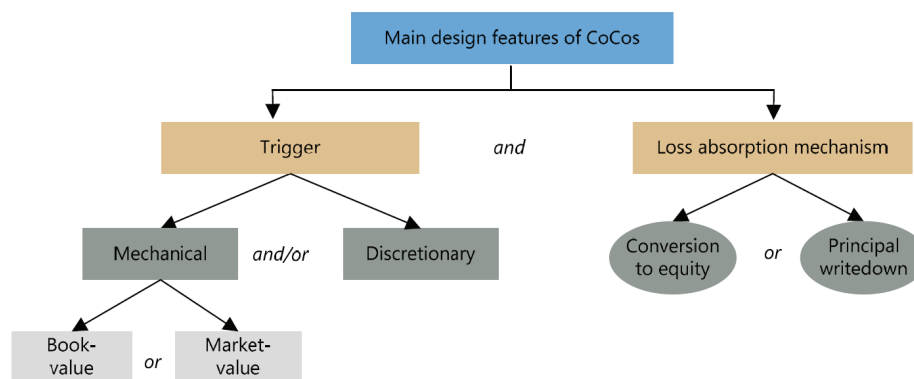 Main design features of CoCos
Trigger
and
Loss absorption mechanism
Mechanical
and/or
Discretionary
Conversion
to equity
or
Principal
writedown
Book-
value
or
Market-
value